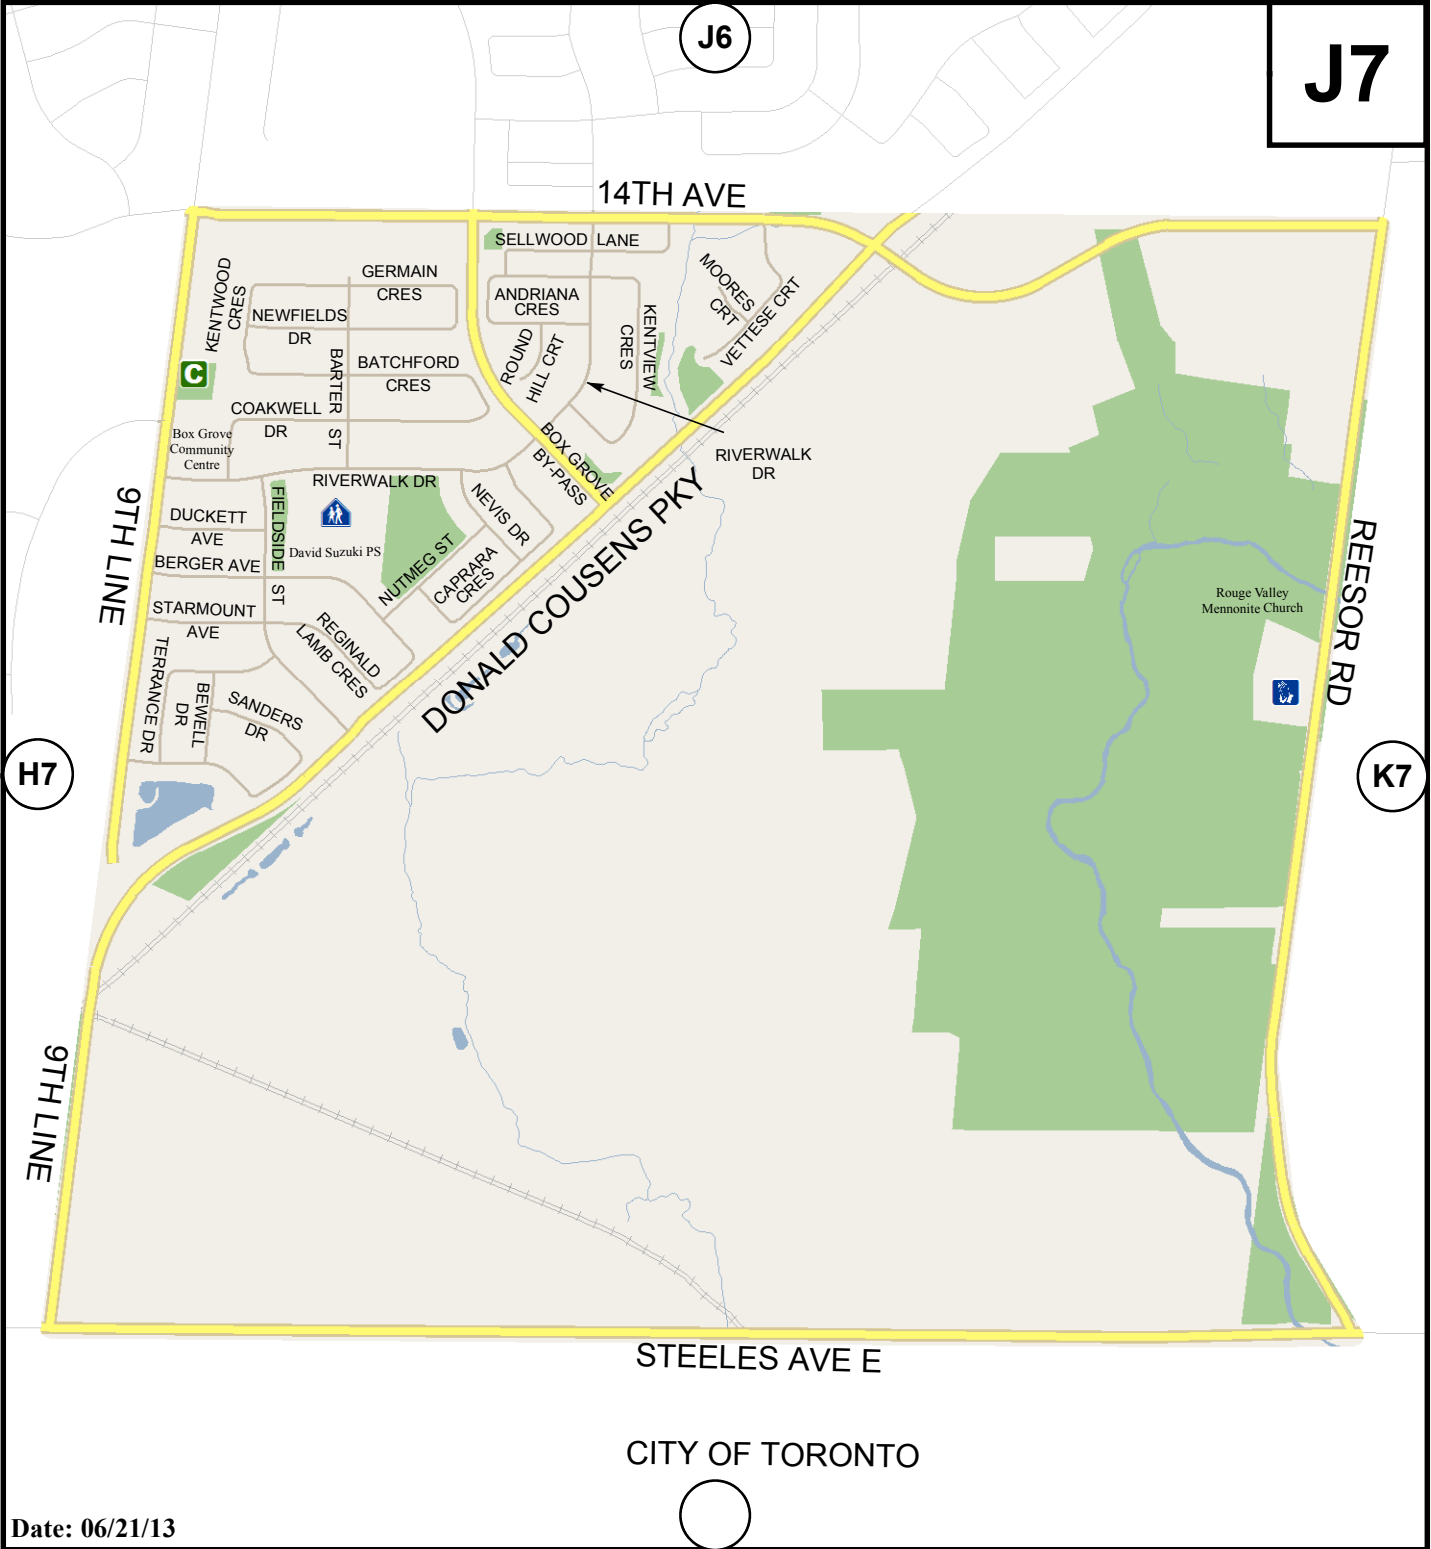 J6
J7
14TH AVE
SELLWOOD LANE
KENTWOOD
CRES
GERMAIN
CRES
NEWFIELDS
DR
BARTER ST
BATCHFORD
CRES
COAKWELL
DR
C
Box Grove
Community
Centre
ANDRIANA
CRES
ROUND
HILL CRT
KENTVIEW
CRES
MOORES
CRT
VETTESE CRT
BOX GROVE
BY-PASS
RIVERWALK
DR
RIVERWALK DR
9TH LINE
DUCKETT
AVE
FIELDSIDE ST
David Suzuki PS
BERGER AVE
NEVIS DR
NUTMEG ST
CAPRARA
CRES
STARMOUNT
AVE
REGINALD
LAMB CRES
TERRANCE DR
BEWELL
DR
SANDERS
DR
DONALD COUSENS PKY
Rouge Valley
Mennonite Church
REESOR RD
H7
K7
9TH LINE
STEELES AVE E
CITY OF TORONTO
Date: 06/21/13